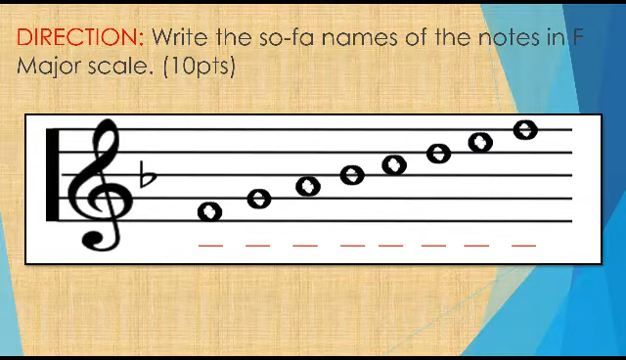 DIRECTION: Write the so-fa names of the notes in F
Major scale. (10pts)